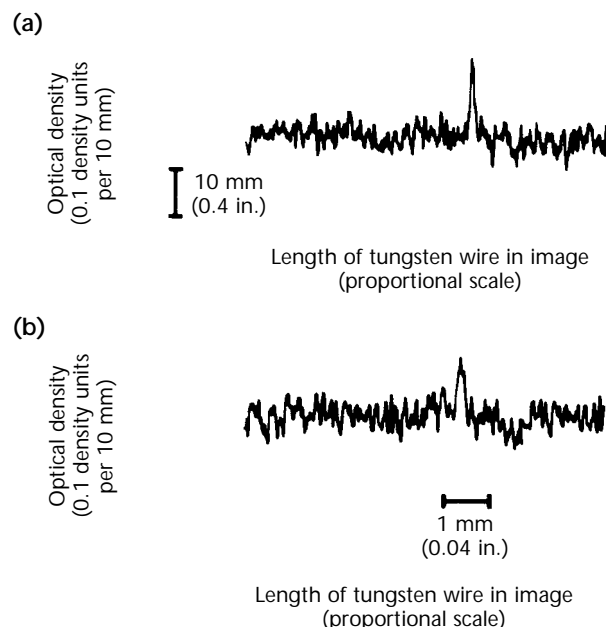 (a)
Optical density
(0.1 density units
per 10 mm)
10 mm
(0.4 in.)
Length of tungsten wire in image
(proportional scale)
(b)
Optical density
(0.1 density units
per 10 mm)
1 mm
(0.04 in.)
Length of tungsten wire in image
(proportional scale)